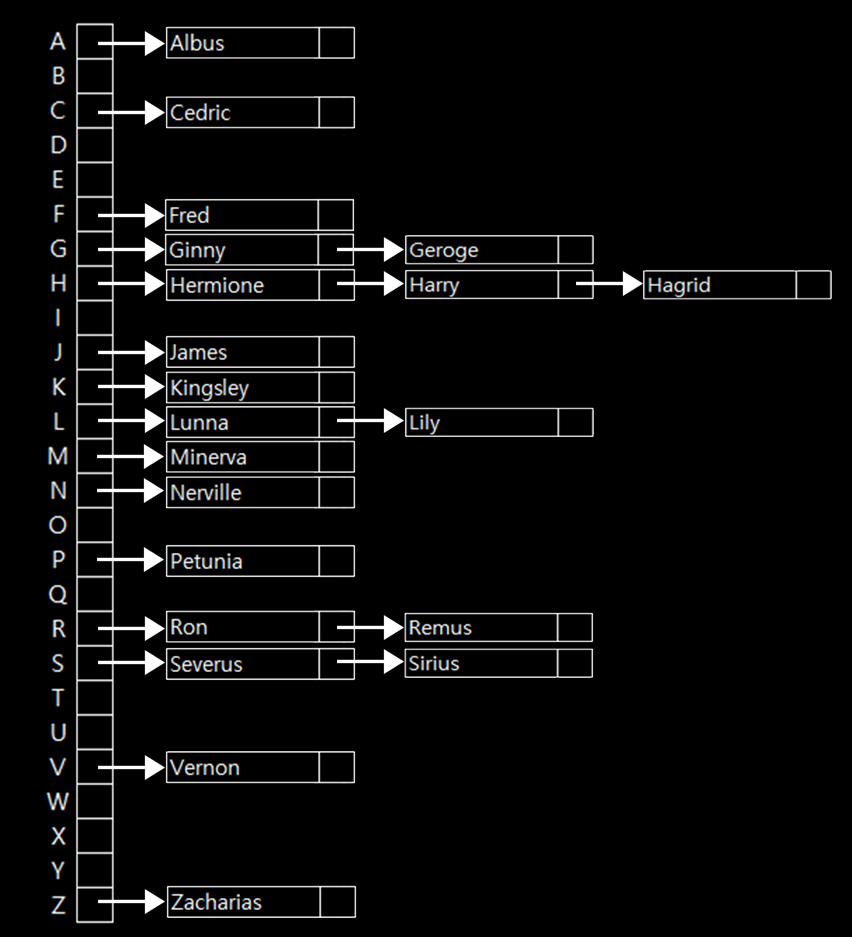 A Albus
B
C Cedric
D
E
F Fred
G Ginny Geroge
H Hermione Harry Hagrid
I
J James
K Kingsley
L Lunna Lily
M Minerva
N Nerville
O
P Petunia
Q
R Ron Remus
S Severus Sirius
T
U
V Vernon
W
X
Y
Z Zacharias